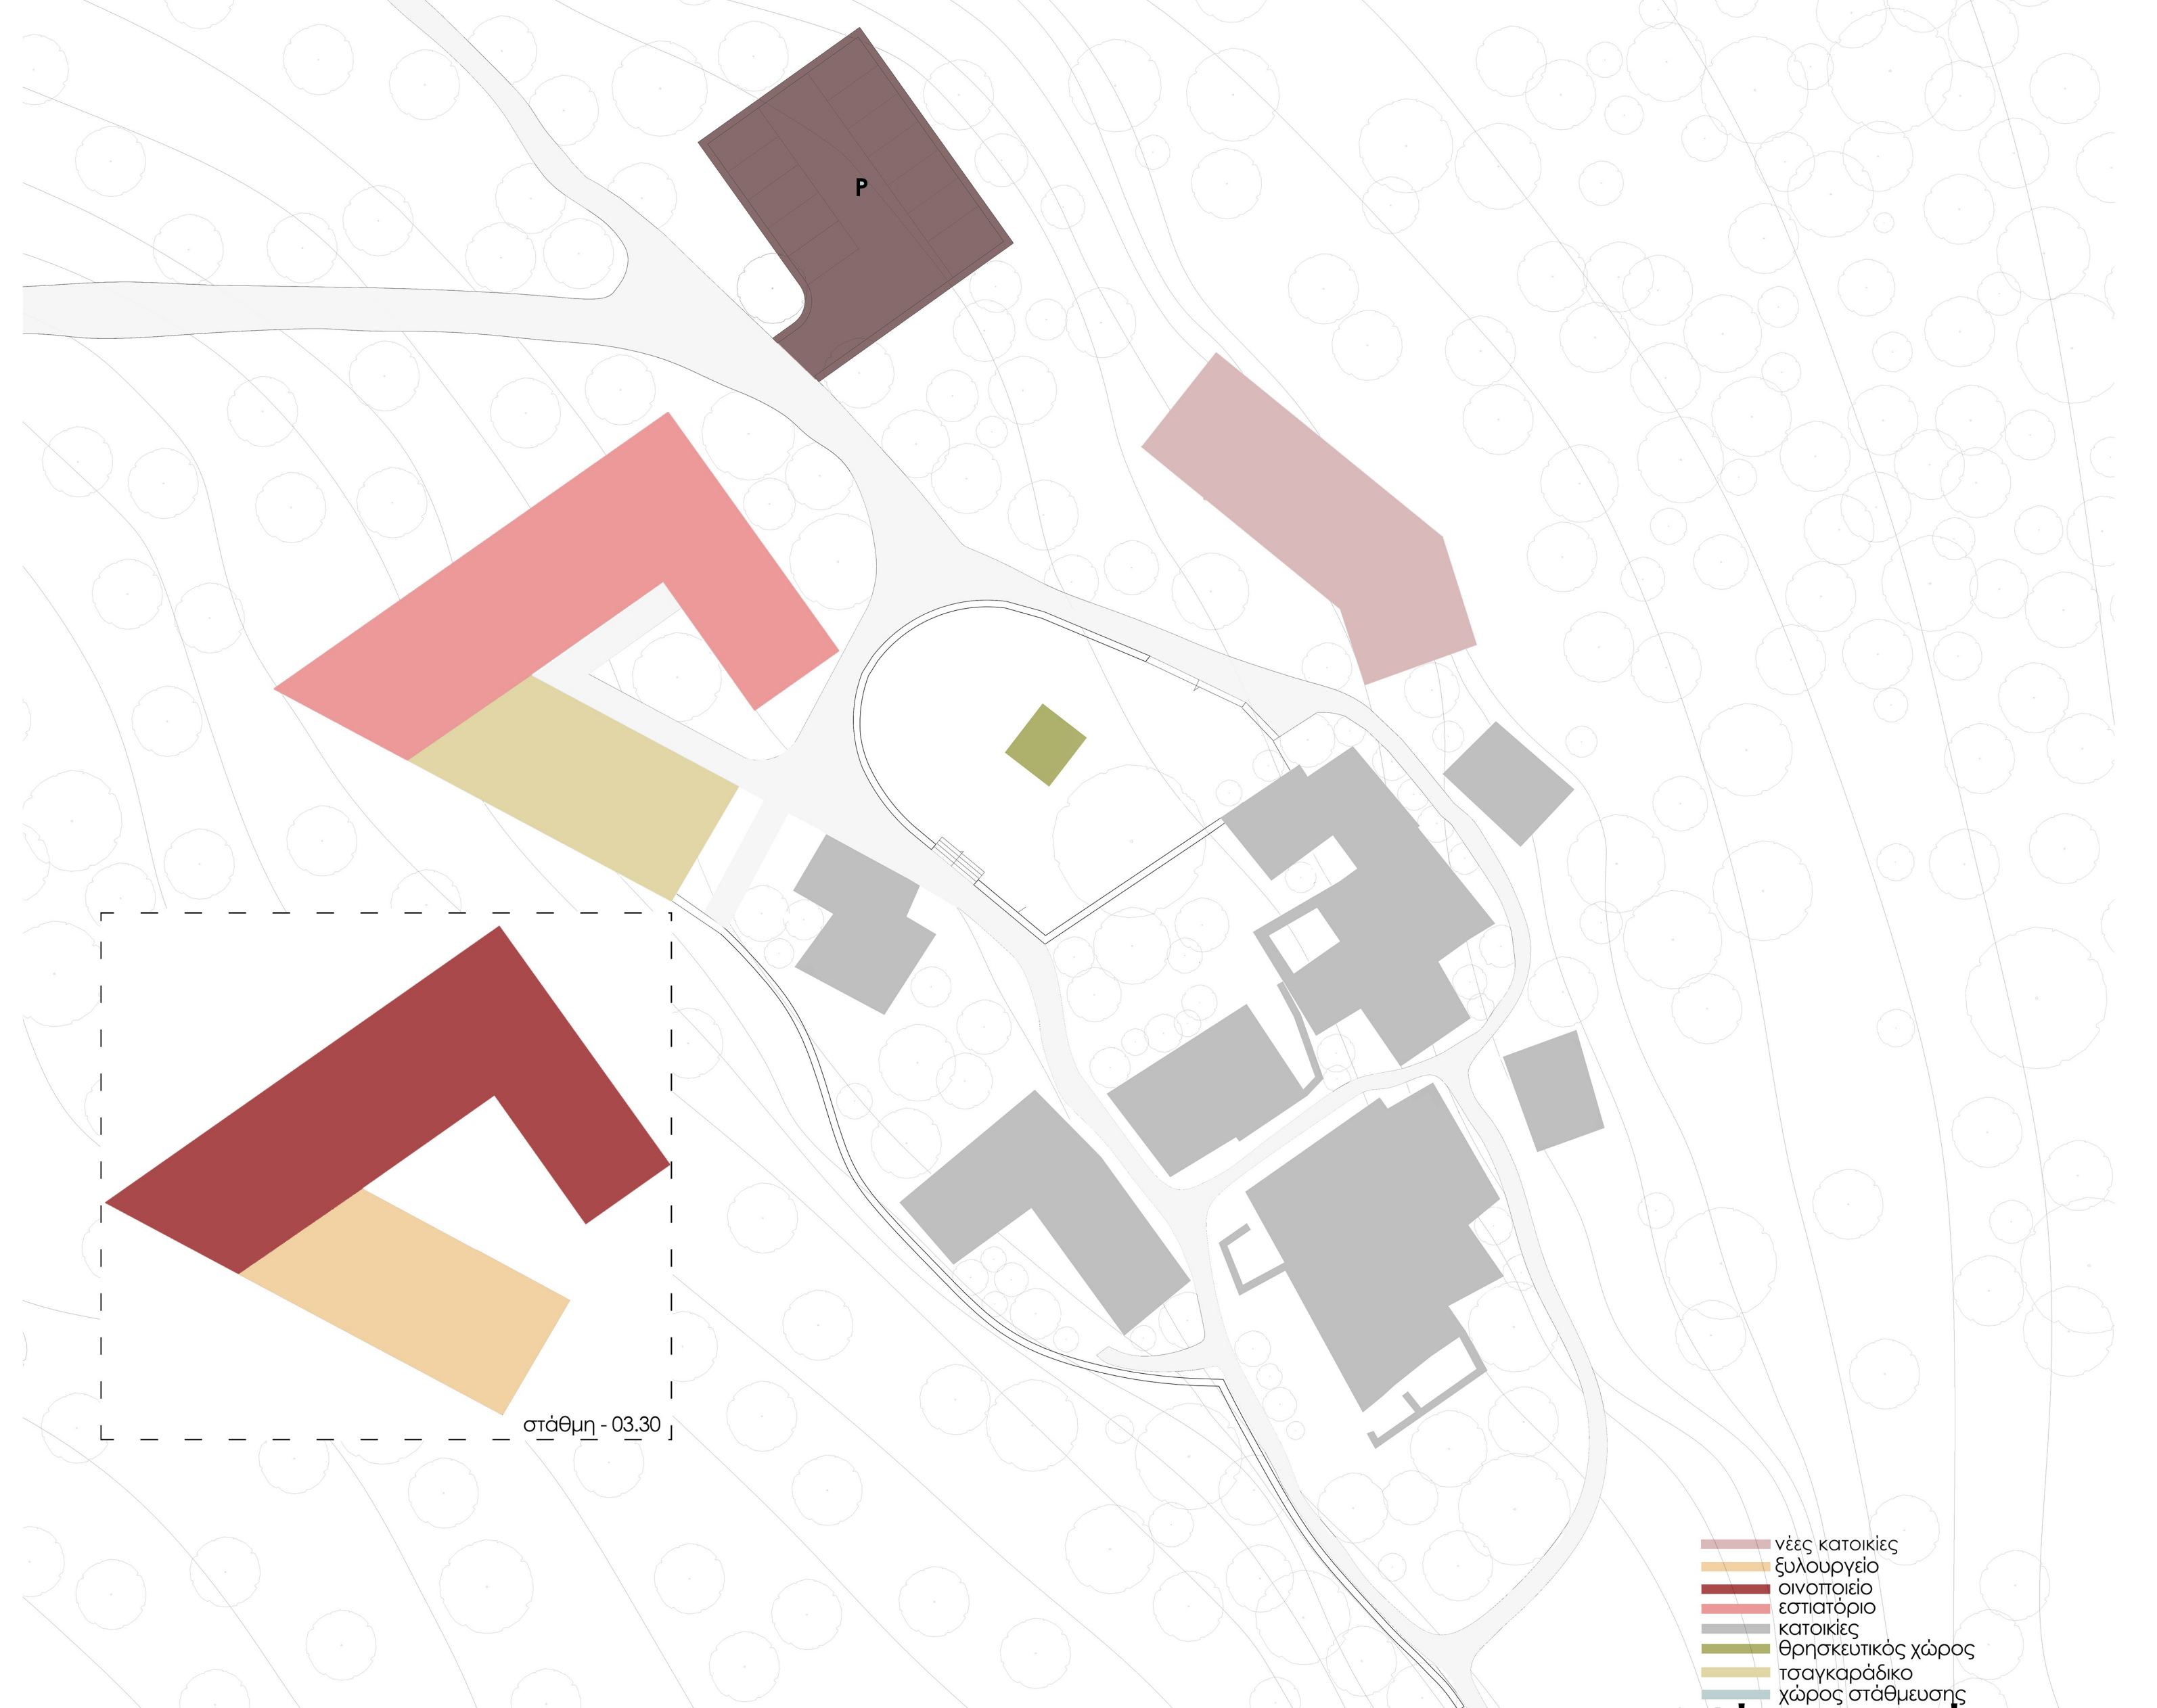 P
στάθμη - 03.30
νέες κατοικίες
ξυλουργείο
οινοποιείο
εστιατόριο
κατοικίες
θρησκευτικός χώρος
τσαγκαράδικο
χώρος στάθμευσης